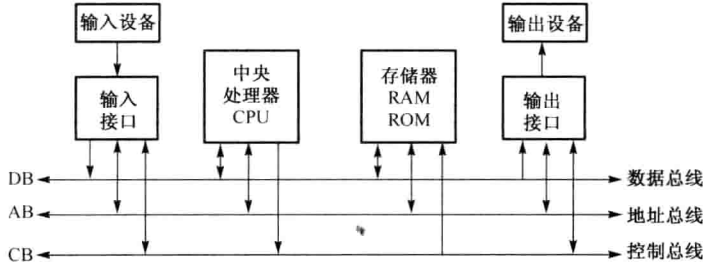 输入设备
输出设备
输入
接口
中央
处理器
CPU
存储器
RAM
ROM
输出
接口
DB
数据总线
AB
地址总线
CB
控制总线